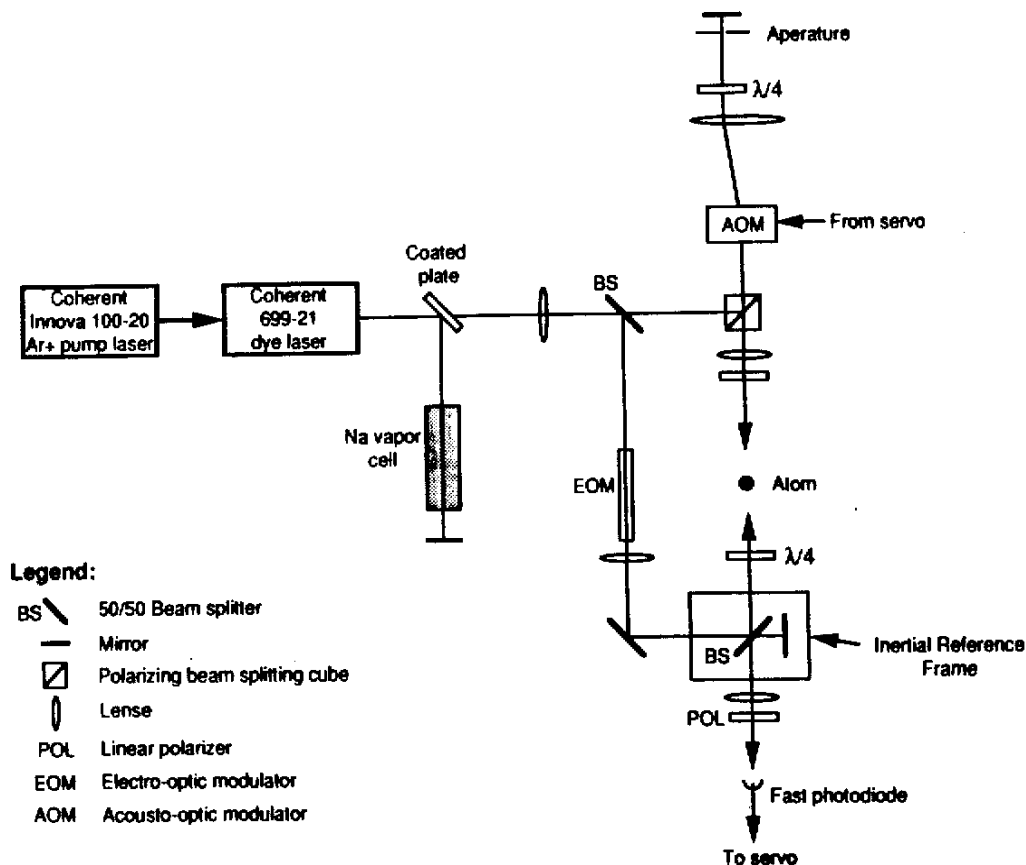 Aperature
λ/4
AOM
From servo
Coated
plate
BS
Coherent
Innova 100-20
Ar+ pump laser
Coherent
699-21
dye laser
Na vapor
cell
EOM
Atom
λ/4
Legend:
BS 50/50 Beam splitter
Mirror
Polarizing beam splitting cube
Lense
POL Linear polarizer
EOM Electro-optic modulator
AOM Acousto-optic modulator
BS
Inertial Reference
Frame
POL
Fast photodiode
To servo